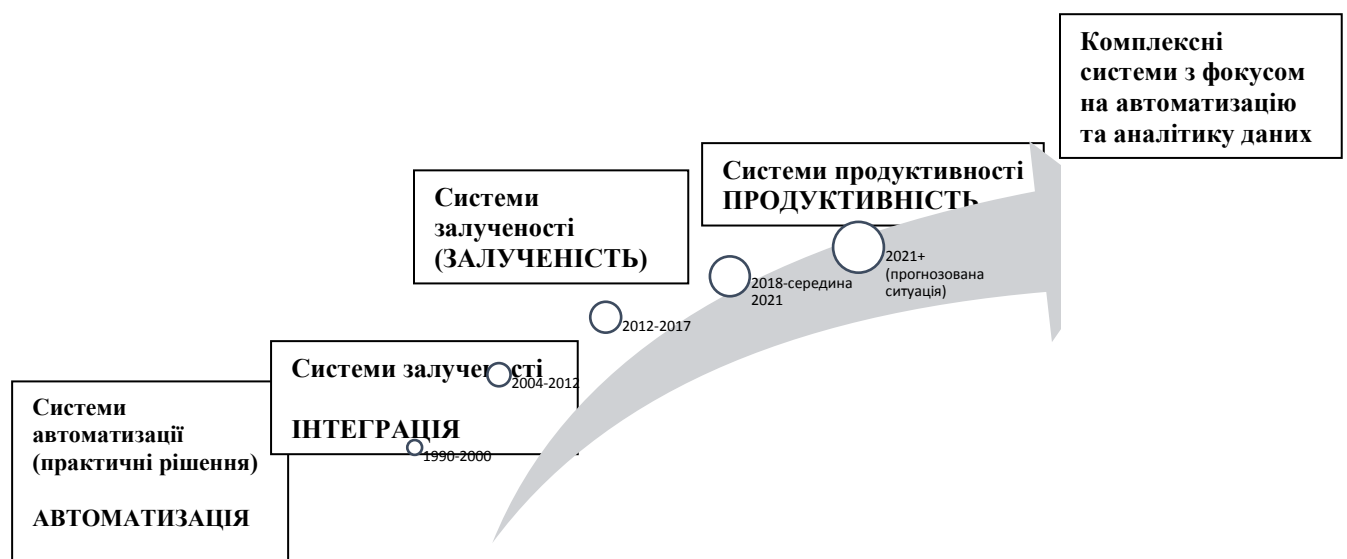 Комплексні
системи з фокусом
на автоматизацію
та аналітику даних
Системи продуктивності
ПРОДУКТИВНІСТЬ
Системи
залученості
(ЗАЛУЧЕНІСТЬ)
2021+
(прогнозована
ситуація)
2018-середина
2021
2012-2017
Системи залученості
ІНТЕГРАЦІЯ
2004-2012
1990-2000
Системи
автоматизації
(практичні рішення)
АВТОМАТИЗАЦІЯ